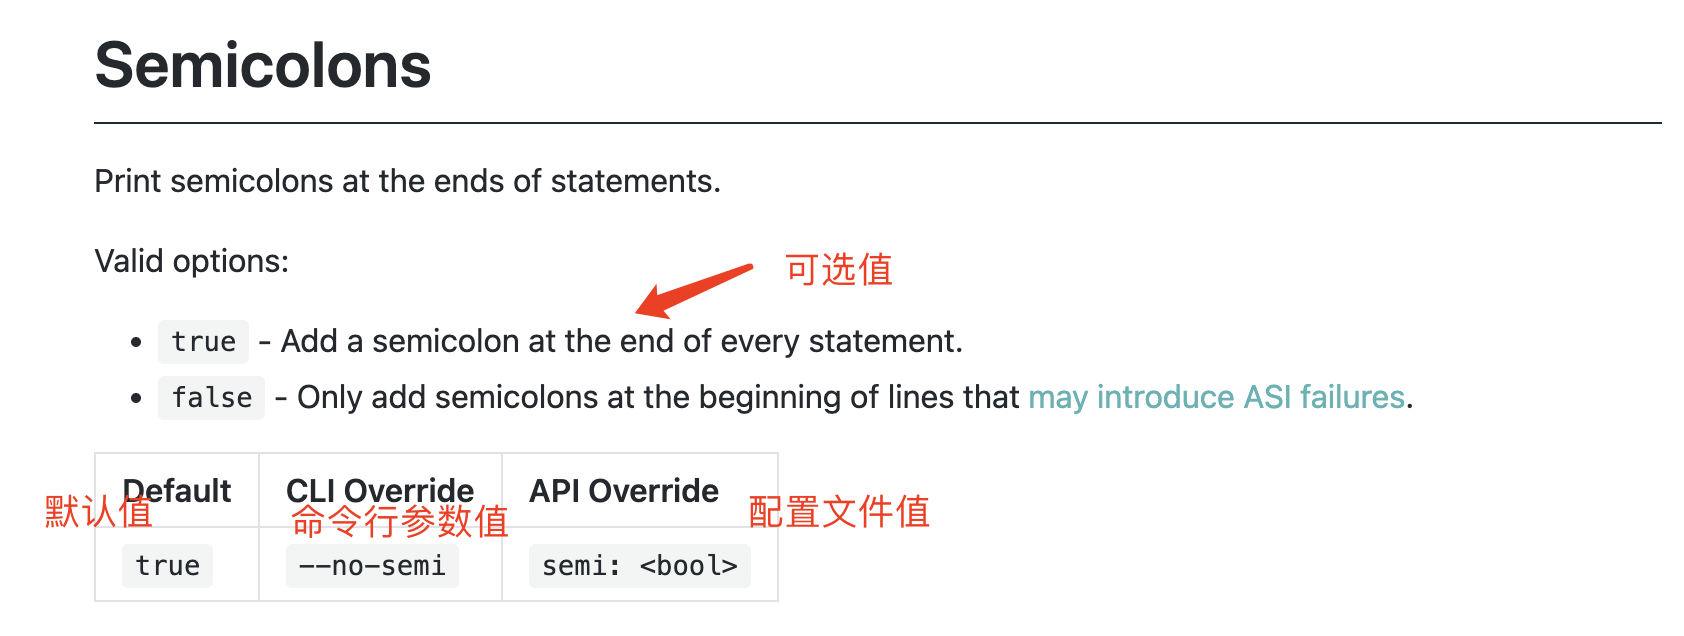 Semicolons
Print semicolons at the ends of statements.
Valid options:
可选值
true - Add a semicolon at the end of every statement.
false - Only add semicolons at the beginning of lines that may introduce ASI failures.
Default CLI Override API Override
默认值 命令行参数值 配置文件值
true --no-semi semi: <bool>